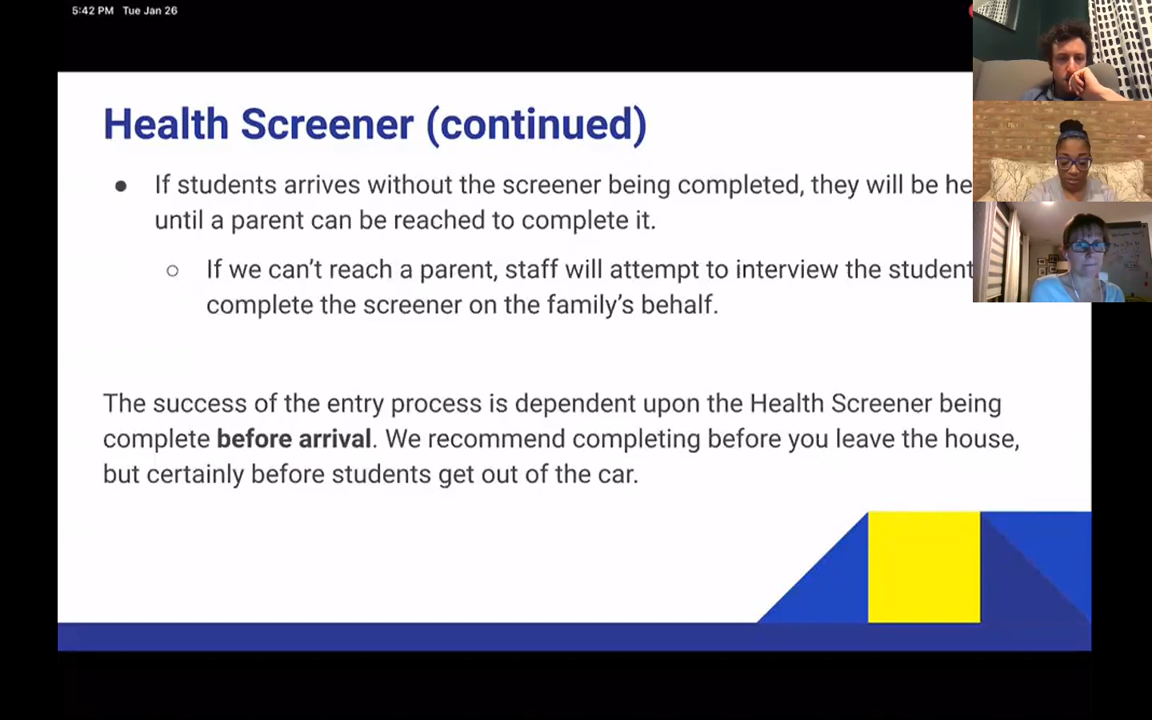 5:42 PM Tue Jan 26
Health Screener (continued)
● If students arrives without the screener being completed, they will be
until a parent can be reached to complete it.
○ If we can't reach a parent, staff will attempt to interview the student
complete the screener on the family's behalf.
The success of the entry process is dependent upon the Health Screener being
complete before arrival. We recommend completing before you leave the house,
but certainly before students get out of the car.